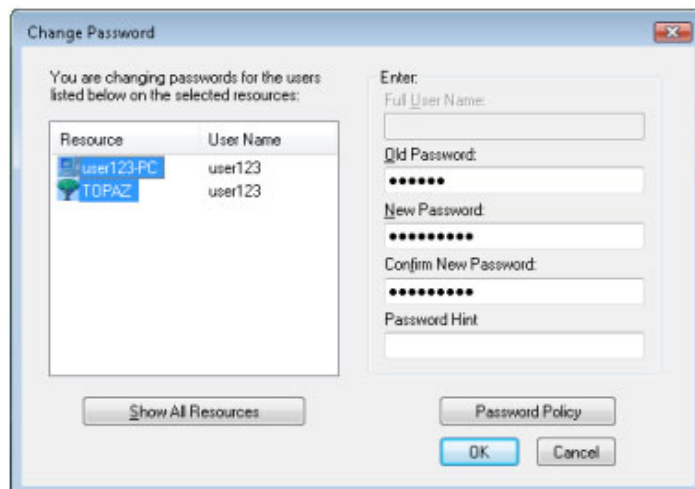 Change Password
You are changing passwords for the users
listed below on the selected resources:
Resource User Name
user123-PC user123
TOPAZ user123
Show All Resources
Enter:
Full User Name:
Old Password:
●●●●●●
New Password:
●●●●●●●●●
Confirm New Password:
●●●●●●●●●
Password Hint
Password Policy
OK Cancel